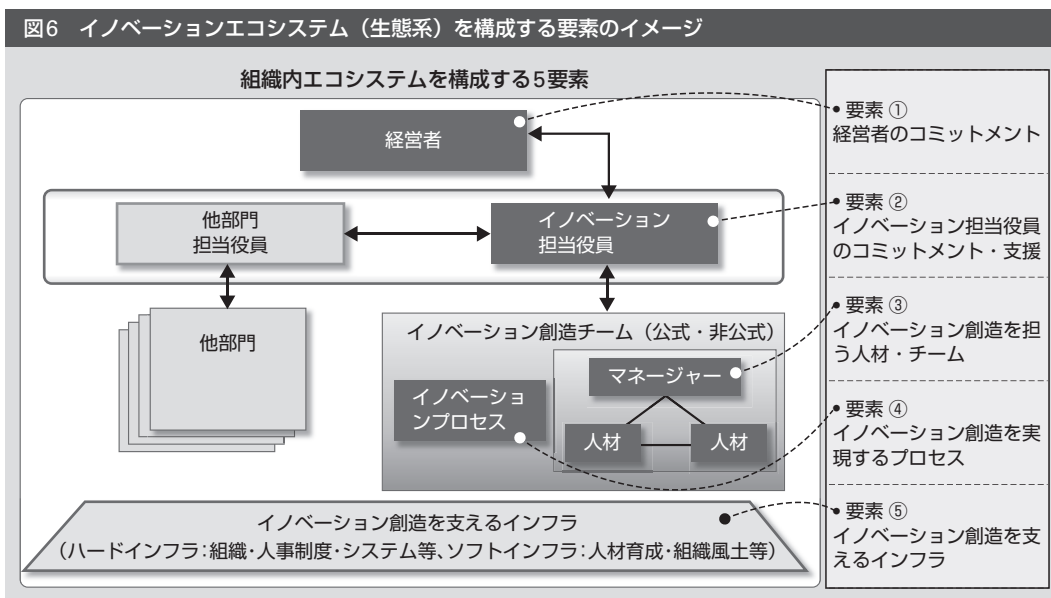 図6 イノベーションエコシステム（生態系）を構成する要素のイメージ
組織内エコシステムを構成する5要素
経営者
他部門
担当役員
イノベーション
担当役員
他部門
イノベーション創造チーム（公式・非公式）
イノベーショ
ンプロセス
マネージャー
人材
人材
イノベーション創造を支えるインフラ
（ハードインフラ：組織・人事制度・システム等、ソフトインフラ：人材育成・組織風土等）
要素 ①
経営者のコミットメント
要素 ②
イノベーション担当役員
のコミットメント・支援
要素 ③
イノベーション創造を担
う人材・チーム
要素 ④
イノベーション創造を実
現するプロセス
要素 ⑤
イノベーション創造を支
えるインフラ